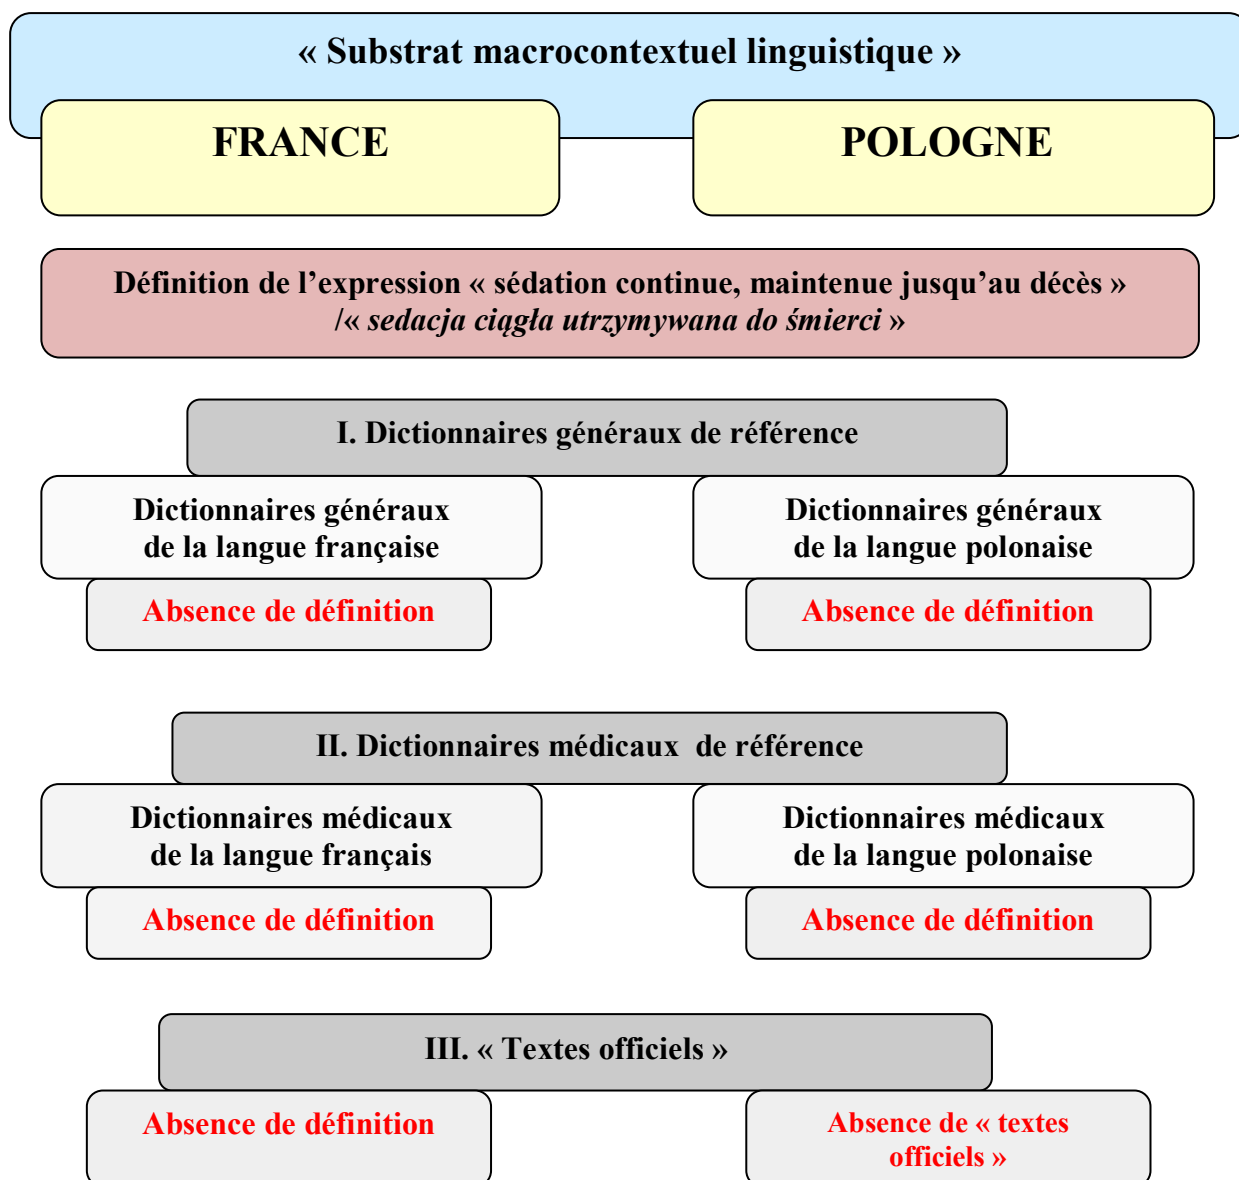 « Substrat macrocontextuel linguistique »
FRANCE
POLOGNE
Définition de l’expression « sédation continue, maintenue jusqu’au décès »
/« sedacja ciągła utrzymywana do śmierci »
I. Dictionnaires généraux de référence
Dictionnaires généraux
de la langue française
Dictionnaires généraux
de la langue polonaise
Absence de définition
Absence de définition
II. Dictionnaires médicaux de référence
Dictionnaires médicaux
de la langue français
Dictionnaires médicaux
de la langue polonaise
Absence de définition
Absence de définition
III. « Textes officiels »
Absence de définition
Absence de « textes
officiels »